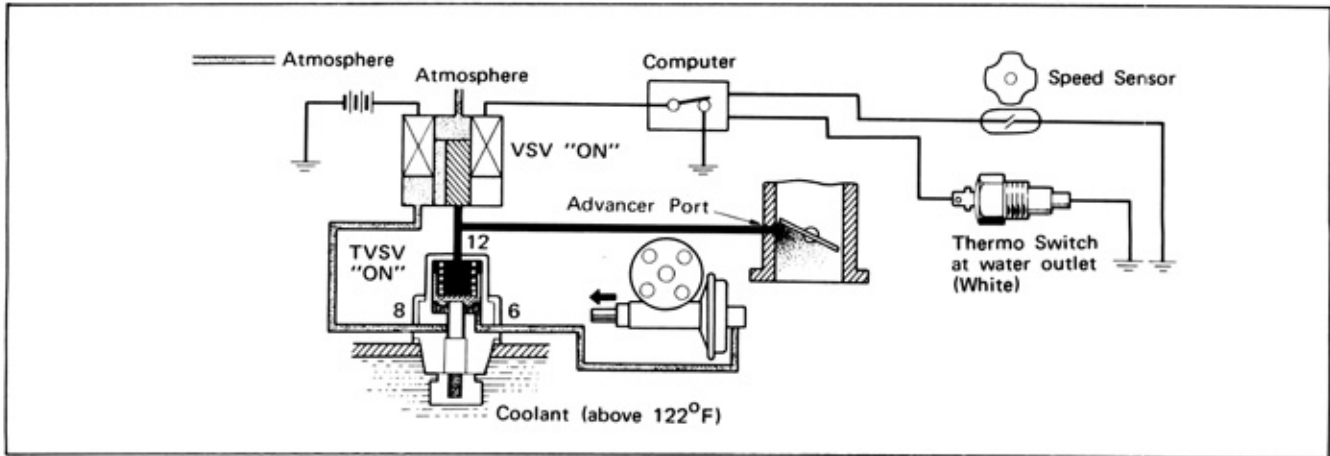 Atmosphere
Atmosphere
Computer
Speed Sensor
VSV "ON"
Advancer Port
12
TVSV
"ON"
8
6
Thermo Switch
at water outlet
(White)
Coolant (above 122°F)